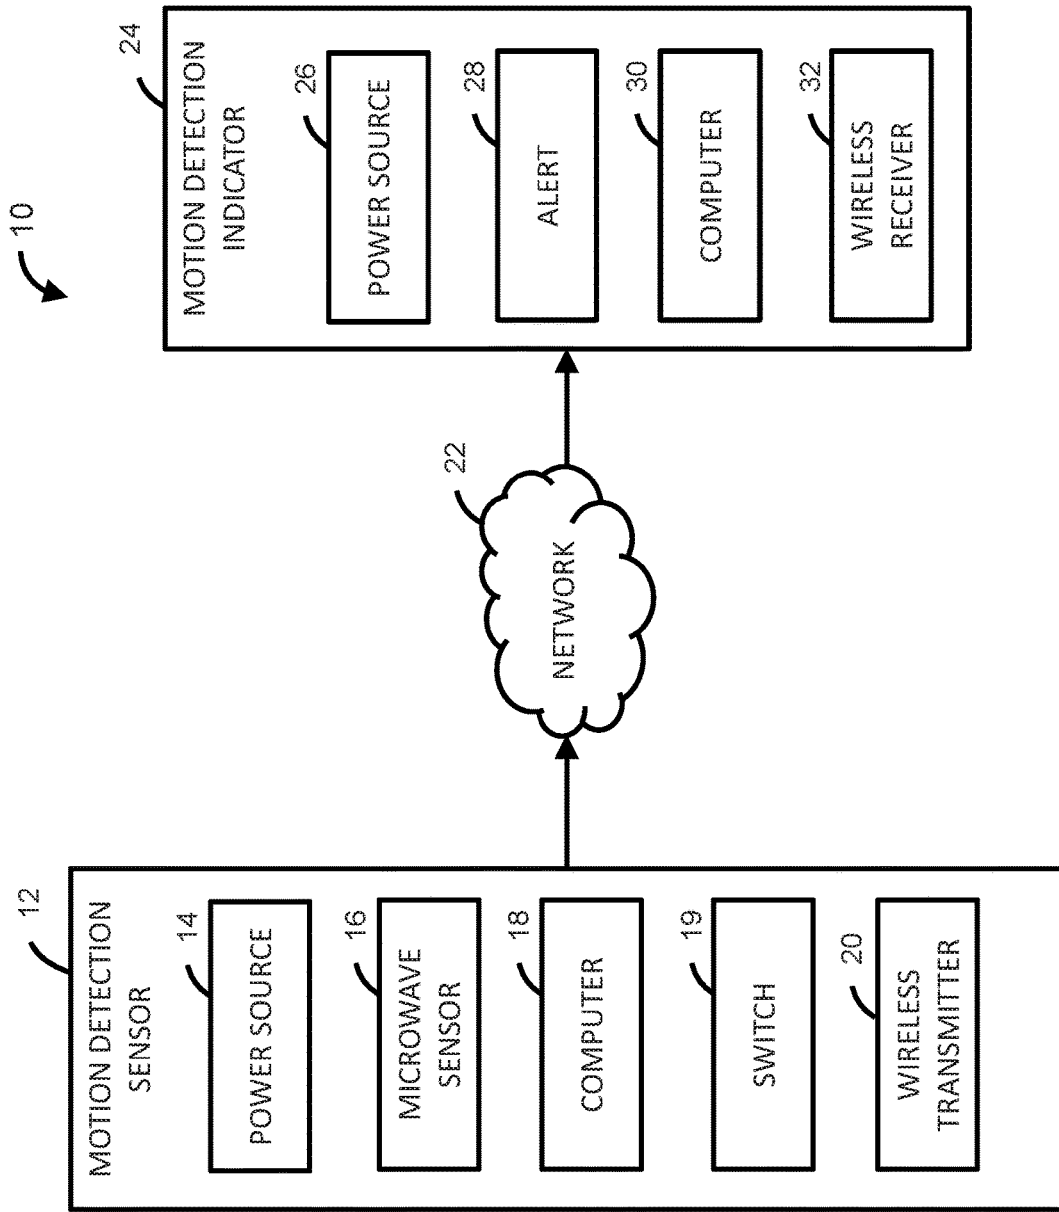 10
12
MOTION DETECTION
SENSOR
14
POWER SOURCE
16
MICROWAVE
SENSOR
18
COMPUTER
19
SWITCH
20
WIRELESS
TRANSMITTER
22
NETWORK
24
MOTION DETECTION
INDICATOR
26
POWER SOURCE
28
ALERT
30
COMPUTER
32
WIRELESS
RECEIVER